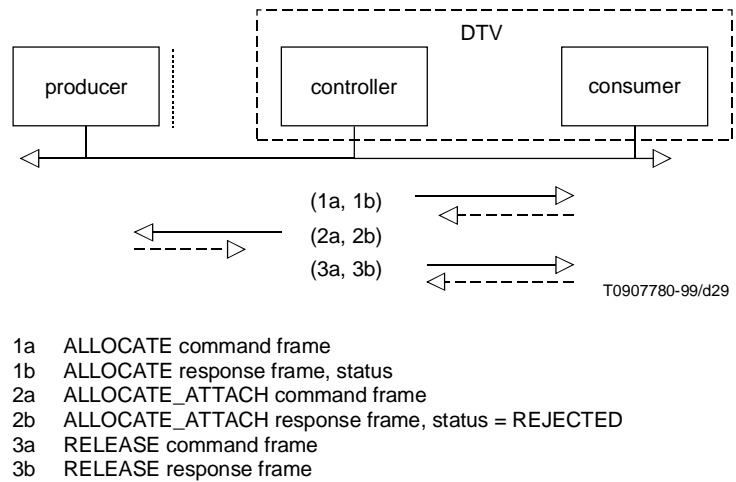 DTV
producer
controller
consumer
(1a, 1b)
(2a, 2b)
(3a, 3b)
T0907780-99/d29
1a ALLOCATE command frame
1b ALLOCATE response frame, status
2a ALLOCATE_ATTACH command frame
2b ALLOCATE_ATTACH response frame, status = REJECTED
3a RELEASE command frame
3b RELEASE response frame